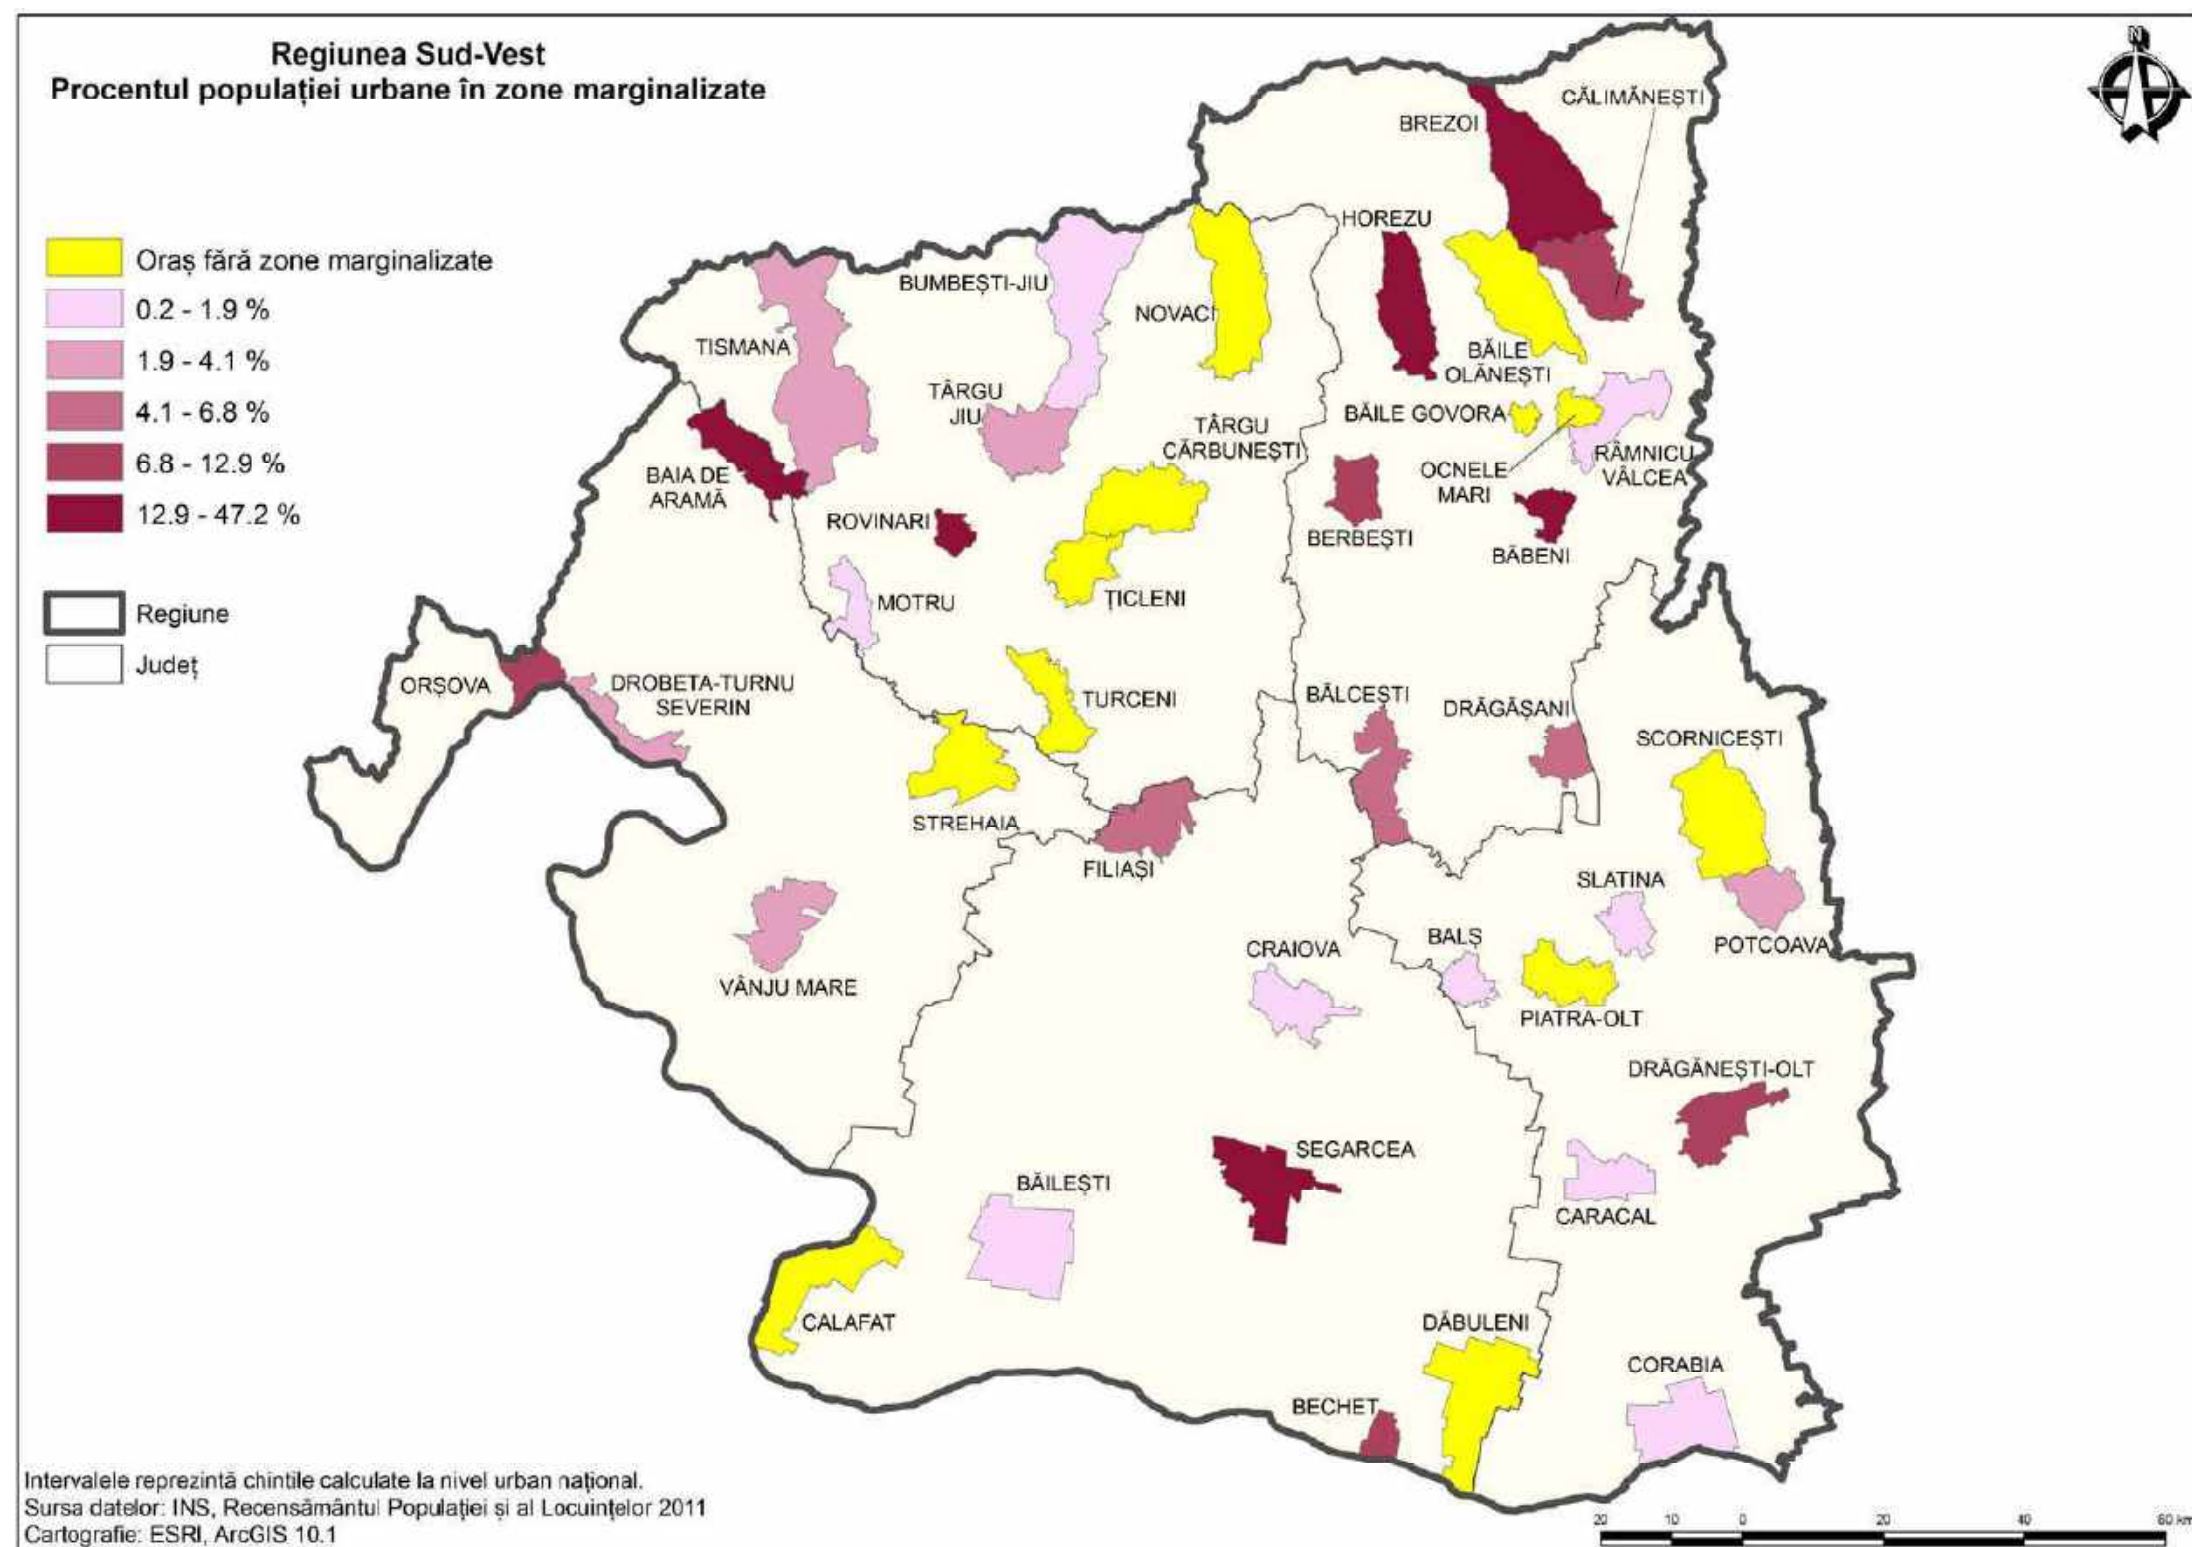 Regiunea Sud-Vest
Procentul populației urbane în zone marginalizate
N
Oraș fără zone marginalizate
0.2 - 1.9 %
1.9 - 4.1 %
4.1 - 6.8 %
6.8 - 12.9 %
12.9 - 47.2 %
Regiune
Județ
CĂLIMĂNEȘTI
BREZOI
HOREZU
BUMBEȘTI-JIU
NOVACI
TISMANA
BĂILE
OLĂNEȘTI
TÂRGU
JIU
BĂILE GOVORA
TÂRGU
CĂRBUNEȘTI
RÂMNICU
VÂLCEA
OCNELE
MARI
BAIA DE
ARAMĂ
ROVINARI
BERBEȘTI
BĂBENI
MOTRU
ȚICLENI
ORȘOVA
DROBETA-TURNU
SEVERIN
TURCENI
BĂLCEȘTI
DRĂGĂȘANI
SCORNICEȘTI
STREHAIA
FILIAȘI
SLATINA
POTCOAVA
CRAIOVA
BALȘ
VÂNJU MARE
PIATRA-OLT
DRĂGĂNEȘTI-OLT
SEGARCEA
BĂILEȘTI
CARACAL
CALAFAT
DĂBULENI
CORABIA
BECHET
Intervalele reprezintă chintile calculate la nivel urban național.
Sursa datelor: INS, Recensământul Populației și al Locuințelor 2011
Cartografie: ESRI, ArcGIS 10.1
20 10 0 20 40 60 km